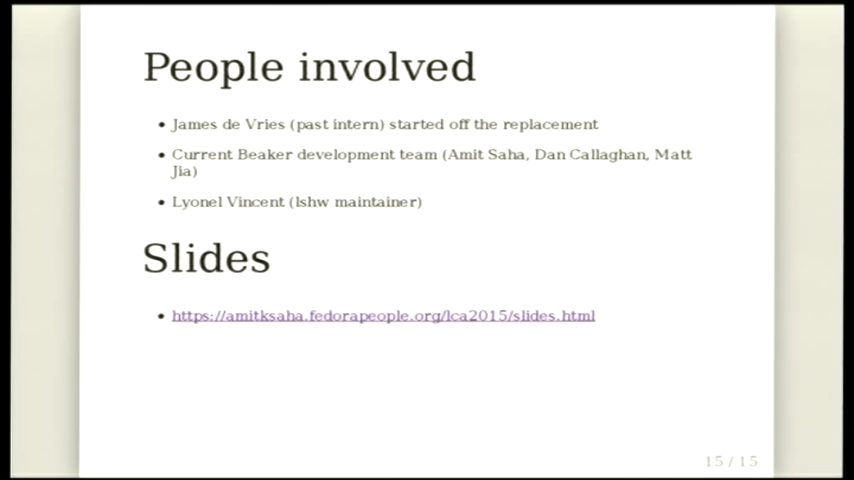 People involved
• James de Vries (past intern) started off the replacement
• Current Beaker development team (Amit Saha, Dan Callaghan, Matt
Jia)
• Lyonel Vincent (lshw maintainer)
Slides
• https://amitksaha.fedorapeople.org/lca2015/slides.html
15 / 15